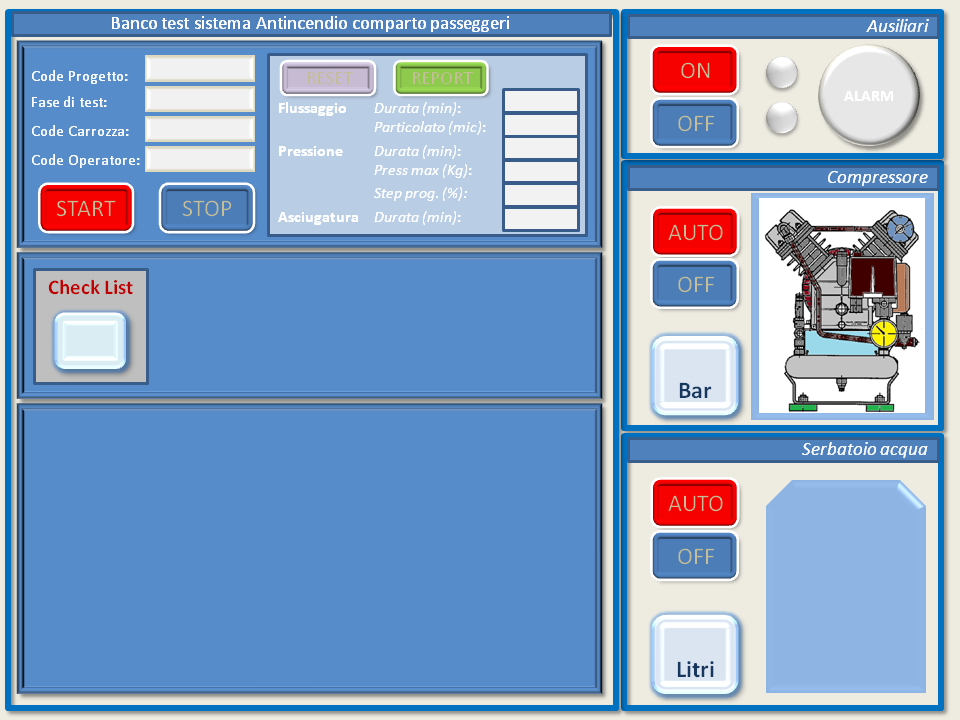 Banco test sistema Antincendio comparto passeggeri
Code Progetto:
Fase di test:
Code Carrozza:
Code Operatore:
START
STOP
RESET
REPORT
Flussaggio Durata (min):
Particolato (mic):
Pressione Durata (min):
Press max (Kg):
Step prog. (%):
Asciugatura Durata (min):
Check List
Ausiliari
ON
OFF
ALARM
Compressore
AUTO
OFF
Bar
Serbatoio acqua
AUTO
OFF
Litri